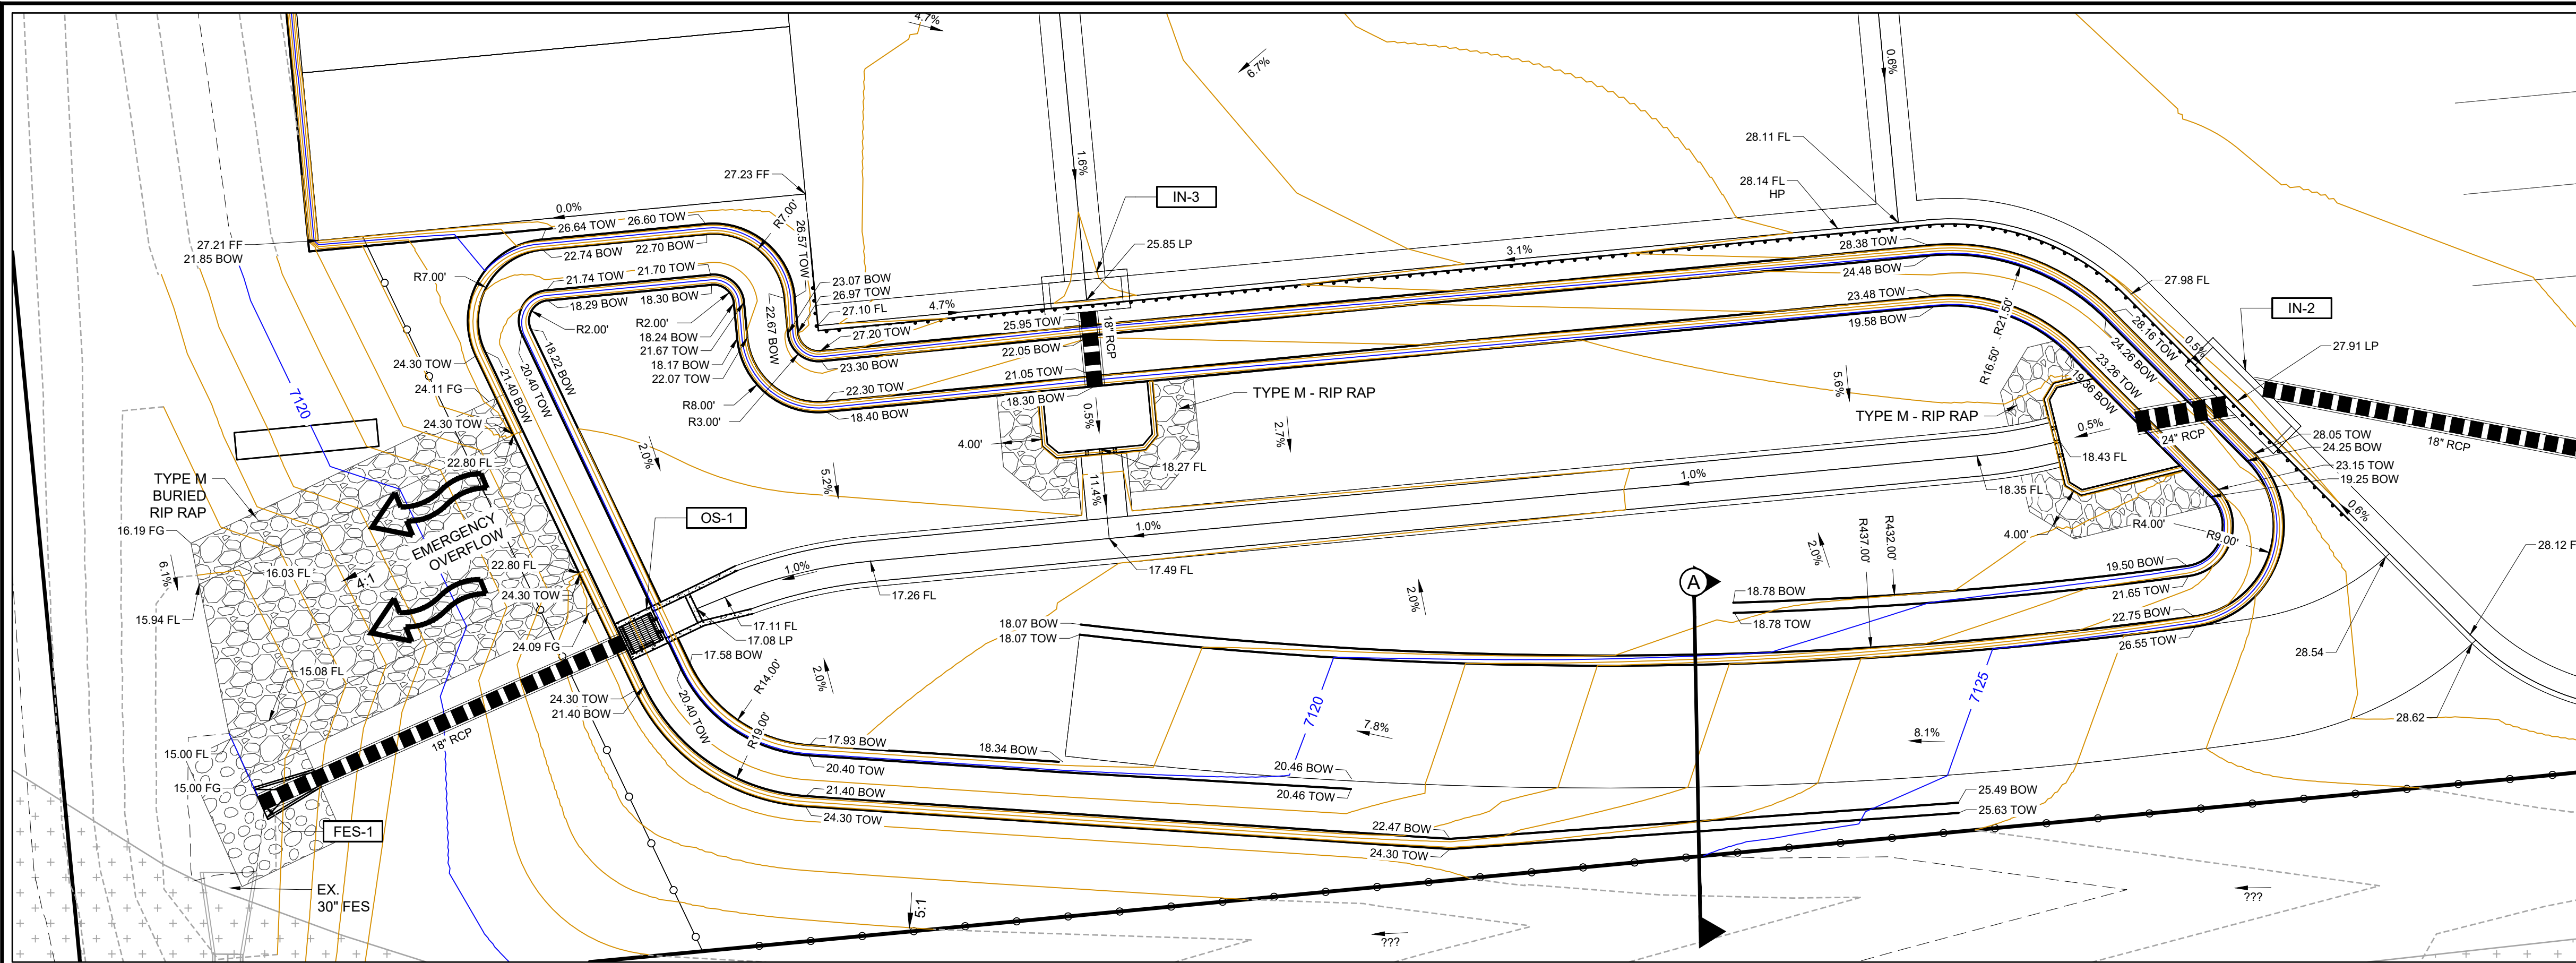 4.7%
6.7%
0.6%
1.6%
28.11 FL
28.14 FL
HP
27.23 FF
IN-3
25.85 LP
0.0%
26.64 TOW
26.60 TOW
R7.00'
26.57 TOW
22.74 BOW
22.70 BOW
27.21 FF
21.85 BOW
R7.00'
21.74 TOW
21.70 TOW
18.29 BOW
18.30 BOW
R2.00'
R2.00'
18.24 BOW
21.67 TOW
18.17 BOW
22.07 TOW
22.67 BOW
23.07 BOW
26.97 TOW
27.10 FL
4.7%
27.20 TOW
23.30 BOW
25.95 TOW
18" RCP
22.05 BOW
21.05 TOW
18.30 BOW
22.30 TOW
18.40 BOW
R8.00'
R3.00'
3.1%
28.38 TOW
24.48 BOW
23.48 TOW
19.58 BOW
R21.50'
R16.50'
27.98 FL
IN-2
27.91 LP
0.5%
28.16 TOW
24.26 BOW
23.26 TOW
19.36 BOW
24" RCP
18" RCP
28.05 TOW
24.25 BOW
23.15 TOW
19.25 BOW
0.5%
18.43 FL
18.35 FL
TYPE M - RIP RAP
TYPE M - RIP RAP
5.6%
2.7%
0.5%
4.00'
18.27 FL
11.4%
1.0%
1.0%
1.0%
17.49 FL
17.26 FL
17.11 FL
17.08 LP
17.58 BOW
5.2%
2.0%
18.22 BOW
20.40 TOW
21.40 BOW
24.30 TOW
24.11 FG
24.30 TOW
22.80 FL
7120
TYPE M
BURIED
RIP RAP
16.19 FG
6.1%
16.03 FL
4:1
EMERGENCY
OVERFLOW
22.80 FL
24.30 TOW
24.09 FG
15.94 FL
15.08 FL
OS-1
24.30 TOW
21.40 BOW
20.40 TOW
R14.00'
R19.00'
2.0%
18" RCP
15.00 FL
15.00 FG
FES-1
EX.
30" FES
17.93 BOW
18.34 BOW
20.40 TOW
21.40 BOW
24.30 TOW
18.07 BOW
18.07 TOW
2.0%
A
18.78 BOW
18.78 TOW
R437.00'
R432.00'
2.0%
4.00'
R4.00'
R9.00'
0.6%
28.12 F
19.50 BOW
21.65 TOW
22.75 BOW
26.55 TOW
28.54
28.62
7120
7125
7.8%
8.1%
20.46 BOW
20.46 TOW
22.47 BOW
24.30 TOW
25.49 BOW
25.63 TOW
5:1
???
???